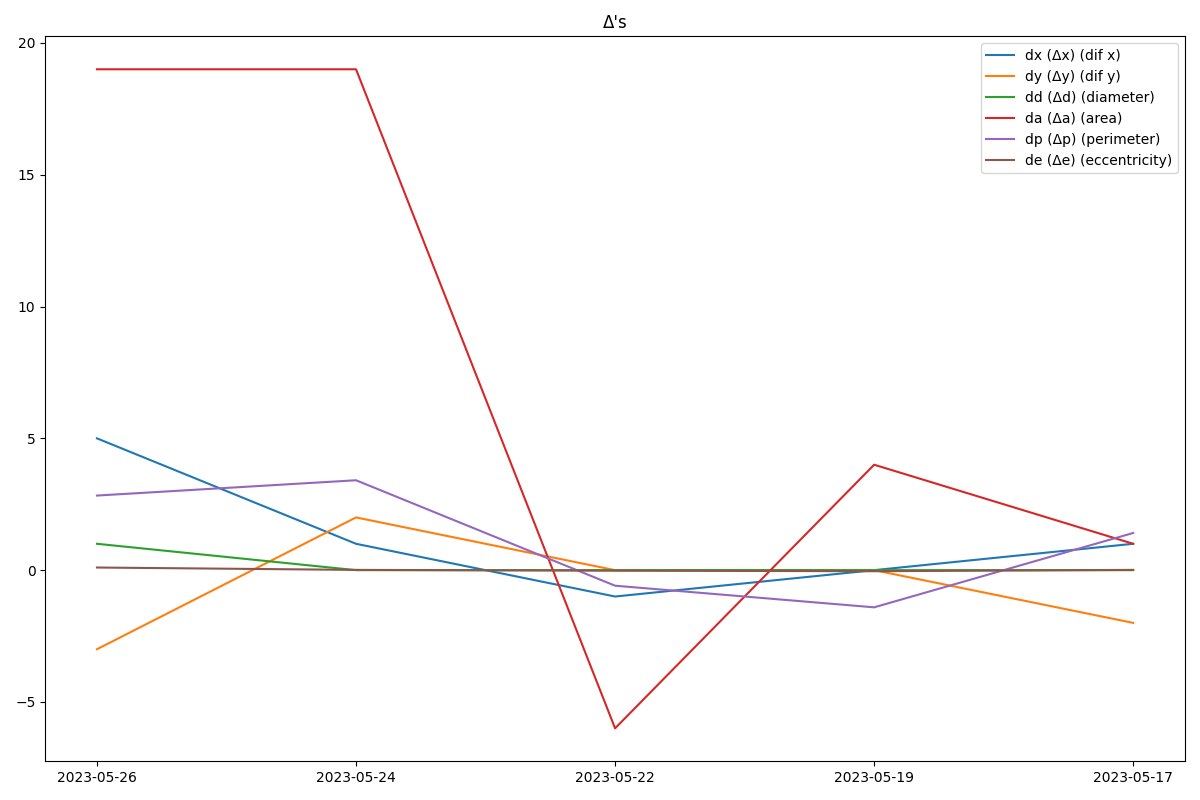 Δ's
20
15
10
5
0
−5
dx (Δx) (dif x)
dy (Δy) (dif y)
dd (Δd) (diameter)
da (Δa) (area)
dp (Δp) (perimeter)
de (Δe) (eccentricity)
2023-05-26
2023-05-24
2023-05-22
2023-05-19
2023-05-17